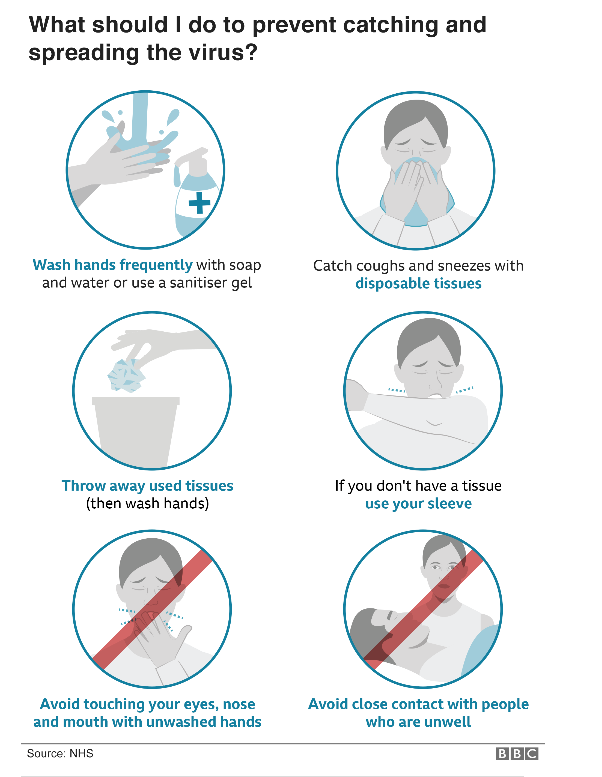 What should I do to prevent catching and
spreading the virus?
Wash hands frequently with soap
and water or use a sanitiser gel
Catch coughs and sneezes with
disposable tissues
Throw away used tissues
(then wash hands)
If you don't have a tissue
use your sleeve
Avoid touching your eyes, nose
and mouth with unwashed hands
Avoid close contact with people
who are unwell
Source: NHS
BBC